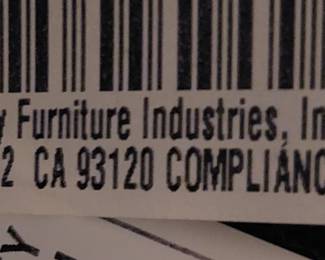 y Furniture Industries, In
2 CA 93120 COMPLIANC
Y